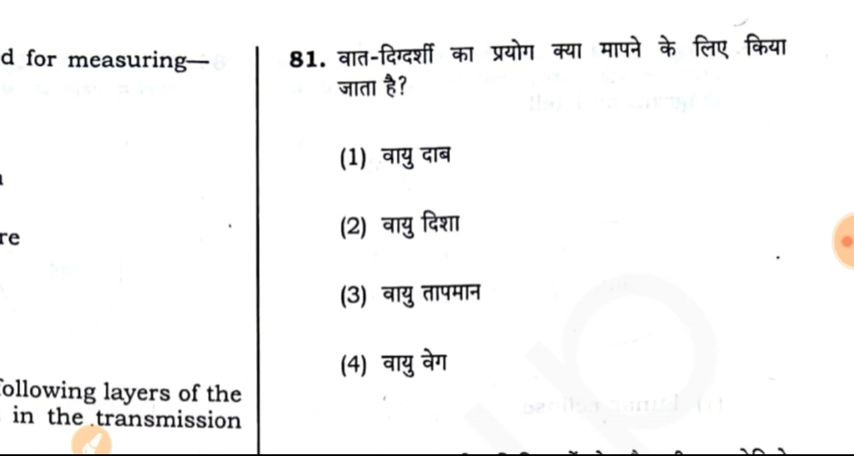 d for measuring—
re
following layers of the
in the transmission
81. वात-दिग्दर्शी का प्रयोग क्या मापने के लिए किया
जाता है?
(1) वायु दाब
(2) वायु दिशा
(3) वायु तापमान
(4) वायु वेग